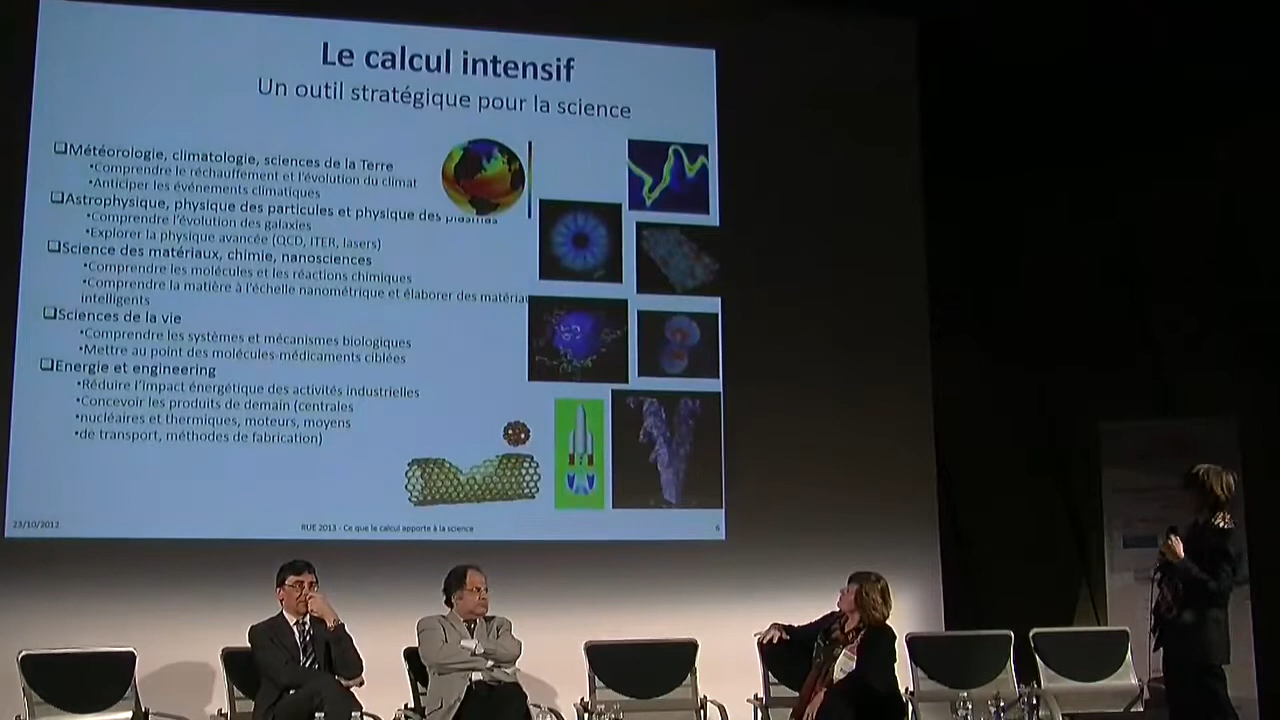 Le calcul intensif
Un outil stratégique pour la science
❑Météorologie, climatologie, sciences de la Terre
•Comprendre le réchauffement et l'évolution du climat
•Anticiper les événements climatiques
❑Astrophysique, physique des particules et physique des plasmas
•Comprendre l'évolution des galaxies
•Explorer la physique avancée (QCD, ITER, lasers)
❑Science des matériaux, chimie, nanosciences
•Comprendre les molécules et les réactions chimiques
•Comprendre la matière à l'échelle nanométrique et élaborer des matériau
intelligents
❑Sciences de la vie
•Comprendre les systèmes et mécanismes biologiques
•Mettre au point des molécules-médicaments ciblées
❑Energie et engineering
•Réduire l'impact énergétique des activités industrielles
•Concevoir les produits de demain (centrales
•nucléaires et thermiques, moteurs, moyens
•de transport, méthodes de fabrication)
23/10/2012
RUE 2013 - Ce que le calcul apporte à la science
6